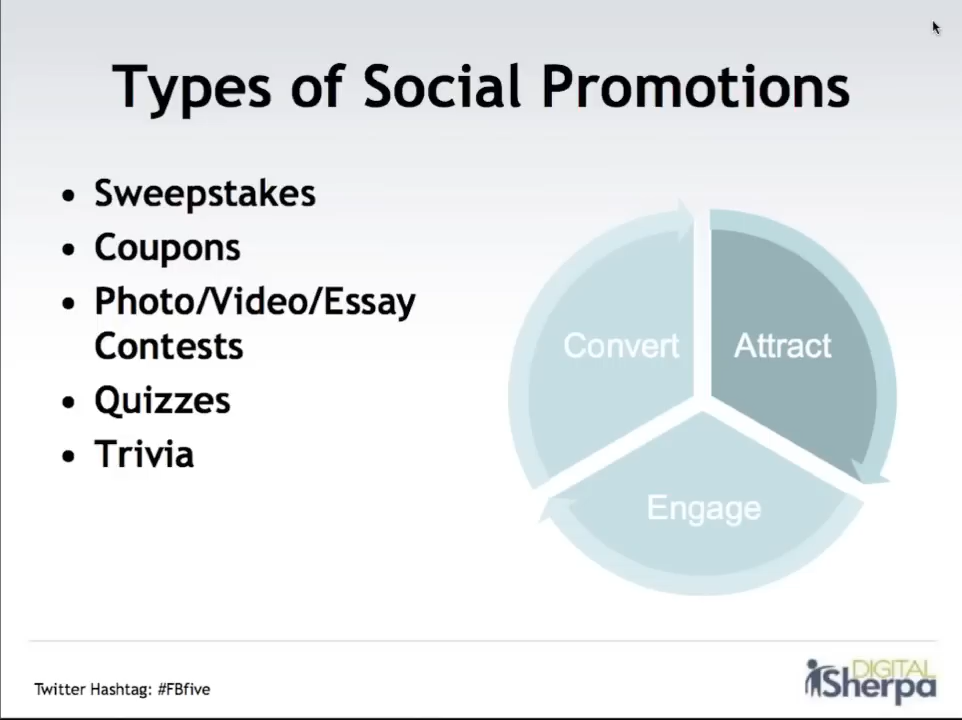 Types of Social Promotions
• Sweepstakes
• Coupons
• Photo/Video/Essay
Contests
• Quizzes
• Trivia
Convert
Attract
Engage
Twitter Hashtag: #FBfive
DIGITAL
Sherpa